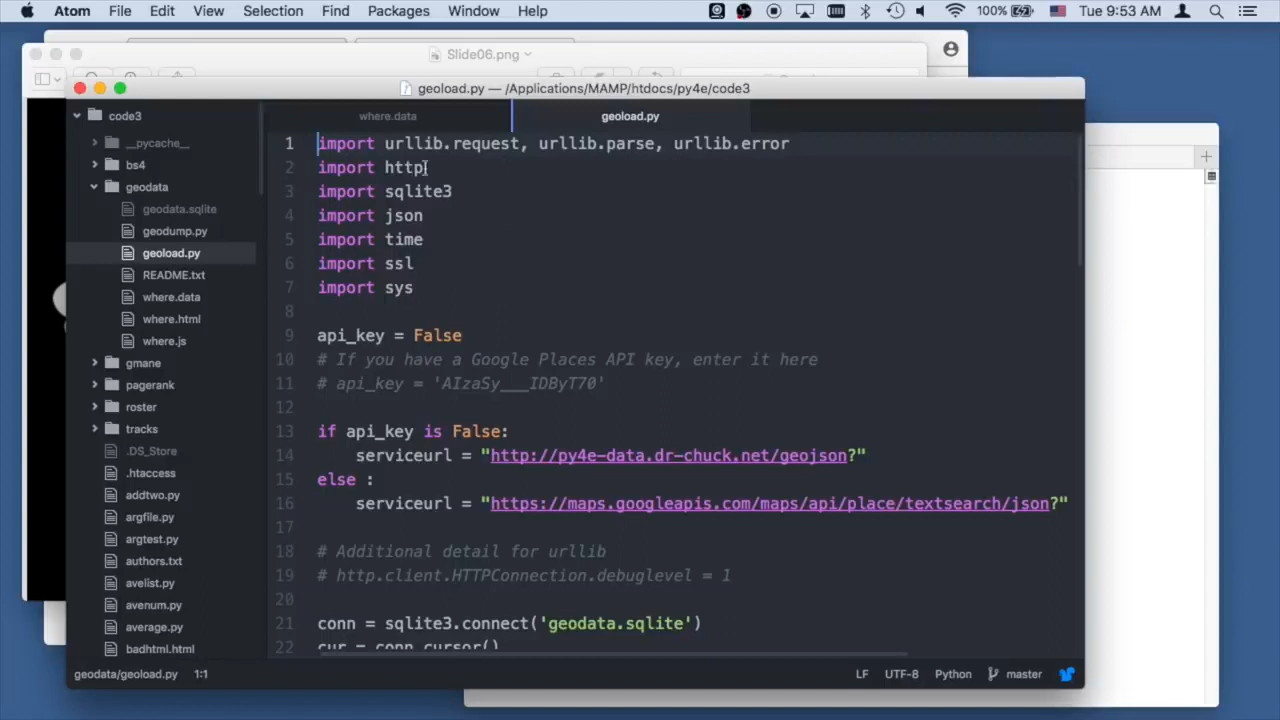 Atom File Edit View Selection Find Packages Window Help 100% Tue 9:53 AM
Slide06.png
geoload.py — /Applications/MAMP/htdocs/py4e/code3
code3
__pycache__
bs4
geodata
geodata.sqlite
geodump.py
geoload.py
README.txt
where.data
where.html
where.js
gmane
pagerank
roster
tracks
.DS_Store
.htaccess
addtwo.py
argfile.py
argtest.py
authors.txt
avelist.py
avenum.py
average.py
badhtml.html
where.data geoload.py
1 import urllib.request, urllib.parse, urllib.error
2 import http
3 import sqlite3
4 import json
5 import time
6 import ssl
7 import sys
8
9 api_key = False
10 # If you have a Google Places API key, enter it here
11 # api_key = 'AIzaSy___IDByT70'
12
13 if api_key is False:
14 serviceurl = "http://py4e-data.dr-chuck.net/geojson?"
15 else :
16 serviceurl = "https://maps.googleapis.com/maps/api/place/textsearch/json?"
17
18 # Additional detail for urllib
19 # http.client.HTTPConnection.debuglevel = 1
20
21 conn = sqlite3.connect('geodata.sqlite')
22 cur = conn.cursor()
geodata/geoload.py 1:1 LF UTF-8 Python master